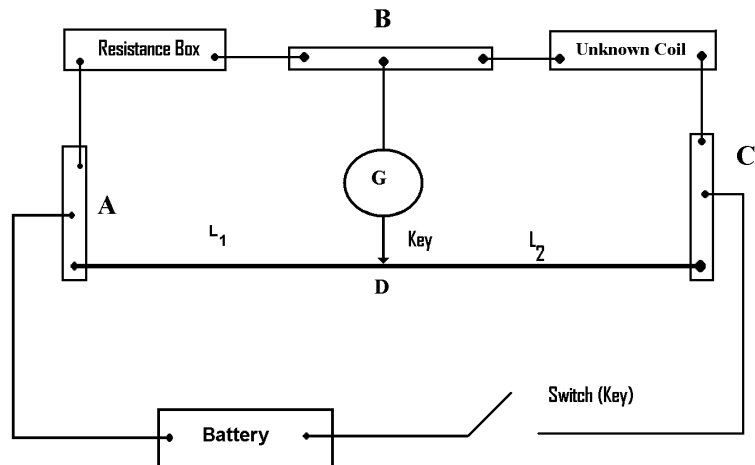 B
Resistance Box
Unknown Coil
G
A
C
L1
Key
L2
D
Switch (Key)
Battery